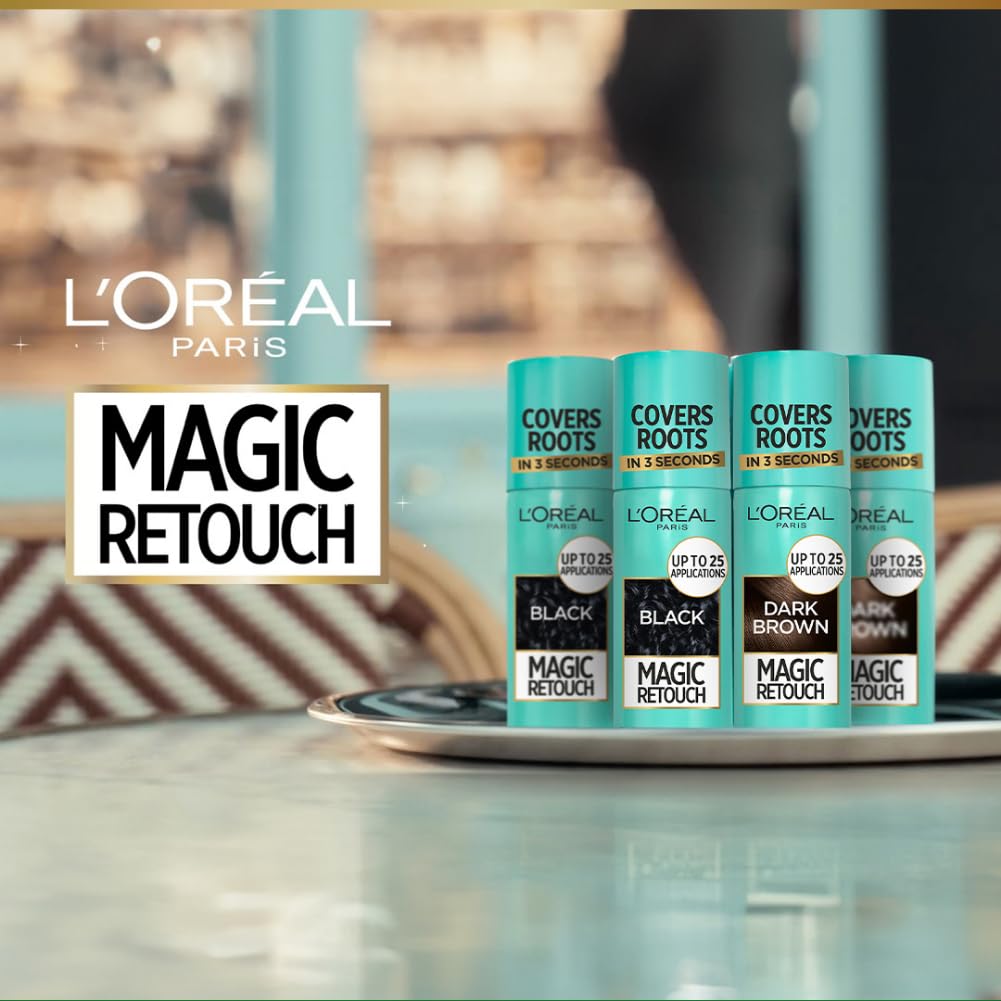 L'ORÉAL
PARiS
MAGIC
RETOUCH
COVERS
ROOTS
IN 3 SECONDS
L'ORÉAL
PARiS
UP TO 25
APPLICATIONS
BLACK
MAGIC
RETOUCH
COVERS
ROOTS
IN 3 SECONDS
L'ORÉAL
PARiS
UP TO 25
APPLICATIONS
BLACK
MAGIC
RETOUCH
COVERS
ROOTS
IN 3 SECONDS
L'ORÉAL
PARiS
UP TO 25
APPLICATIONS
DARK
BROWN
MAGIC
RETOUCH
OVERS
OOTS
SECONDS
ORÉAL
PARiS
UP TO 25
APPLICATIONS
ARK
OWN
AGIC
TOUCH